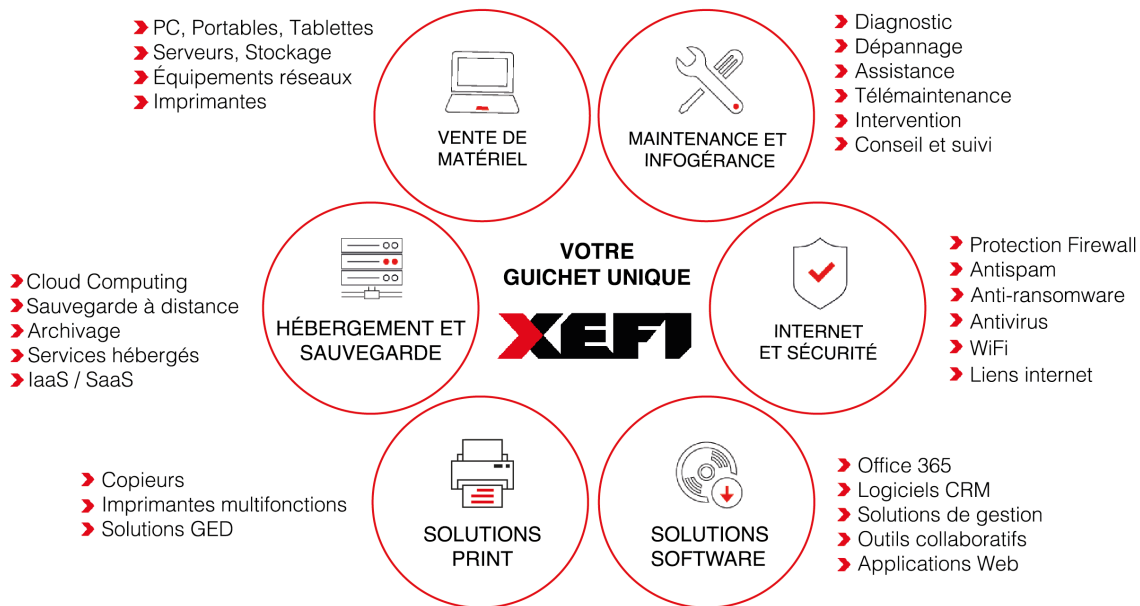 PC, Portables, Tablettes
Serveurs, Stockage
Équipements réseaux
Imprimantes
VENTE DE
MATÉRIEL
MAINTENANCE ET
INFOGÉRANCE
Diagnostic
Dépannage
Assistance
Télémaintenance
Intervention
Conseil et suivi
Cloud Computing
Sauvegarde à distance
Archivage
Services hébergés
IaaS / SaaS
HÉBERGEMENT ET
SAUVEGARDE
VOTRE
GUICHET UNIQUE
XEFI
INTERNET
ET SÉCURITÉ
Protection Firewall
Antispam
Anti-ransomware
Antivirus
WiFi
Liens internet
Copieurs
Imprimantes multifonctions
Solutions GED
SOLUTIONS
PRINT
SOLUTIONS
SOFTWARE
Office 365
Logiciels CRM
Solutions de gestion
Outils collaboratifs
Applications Web